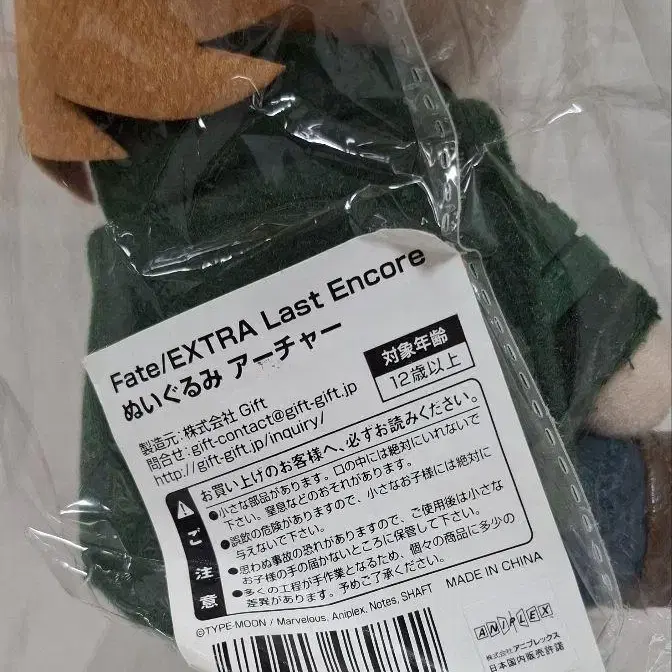 Fate/EXTRA Last Encore
ぬいぐるみ アーチャー
対象年齢
12歳以上
製造元:株式会社 Gift
問合せ:gift-contact@gift-gift.jp
http://gift-gift.jp/inquiry/
ご注意
お買い上げのお客様へ、必ずお読みください。
●小さな部品があります。口の中には絶対にいれないで
下さい。窒息などのおそれがあります。
●誤飲の危険がありますので、小さなお子様には絶対に
与えないで下さい。
●思わぬ事故の恐れがありますので、ご使用後は小さな
お子様の手の届かないところに保管して下さい。
●多くの工程が手作業となるため、個々の商品に多少の
差異があります。予めご了承ください。
©TYPE-MOON / Marvelous, Aniplex, Notes, SHAFT
MADE IN CHINA
ANIPLEX
株式会社アニプレックス
日本国内販売許諾